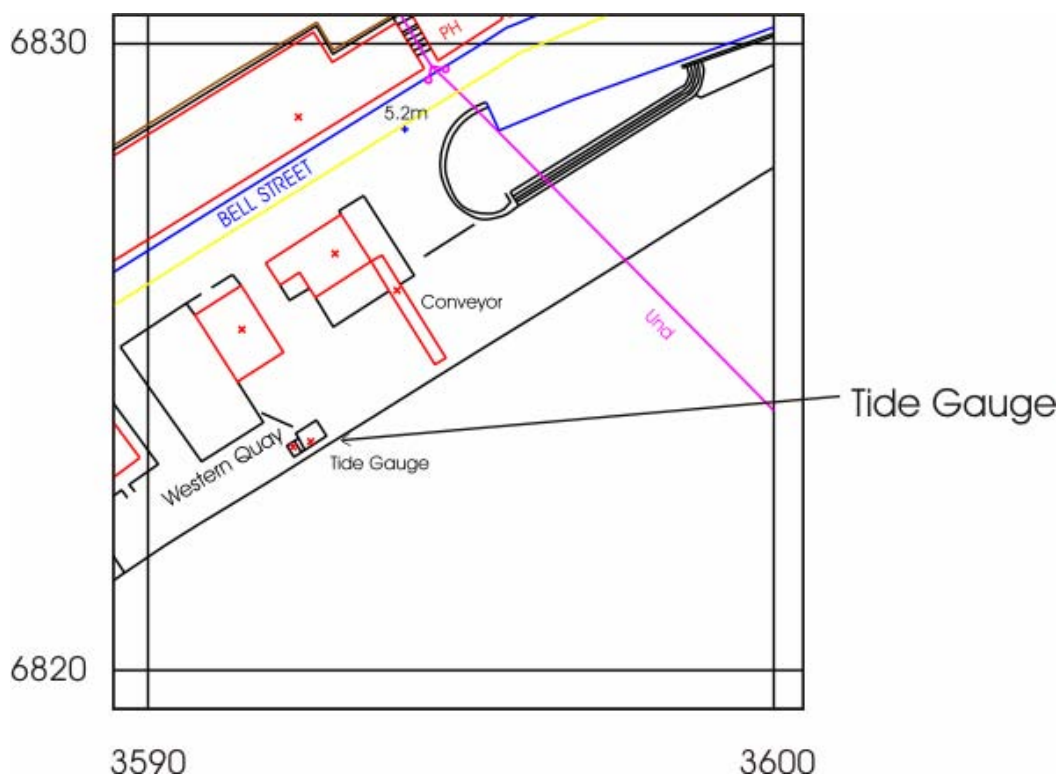 6830
PH
5.2m
BELL STREET
Conveyor
Und
Tide Gauge
Western Quay
Tide Gauge
6820
3590
3600